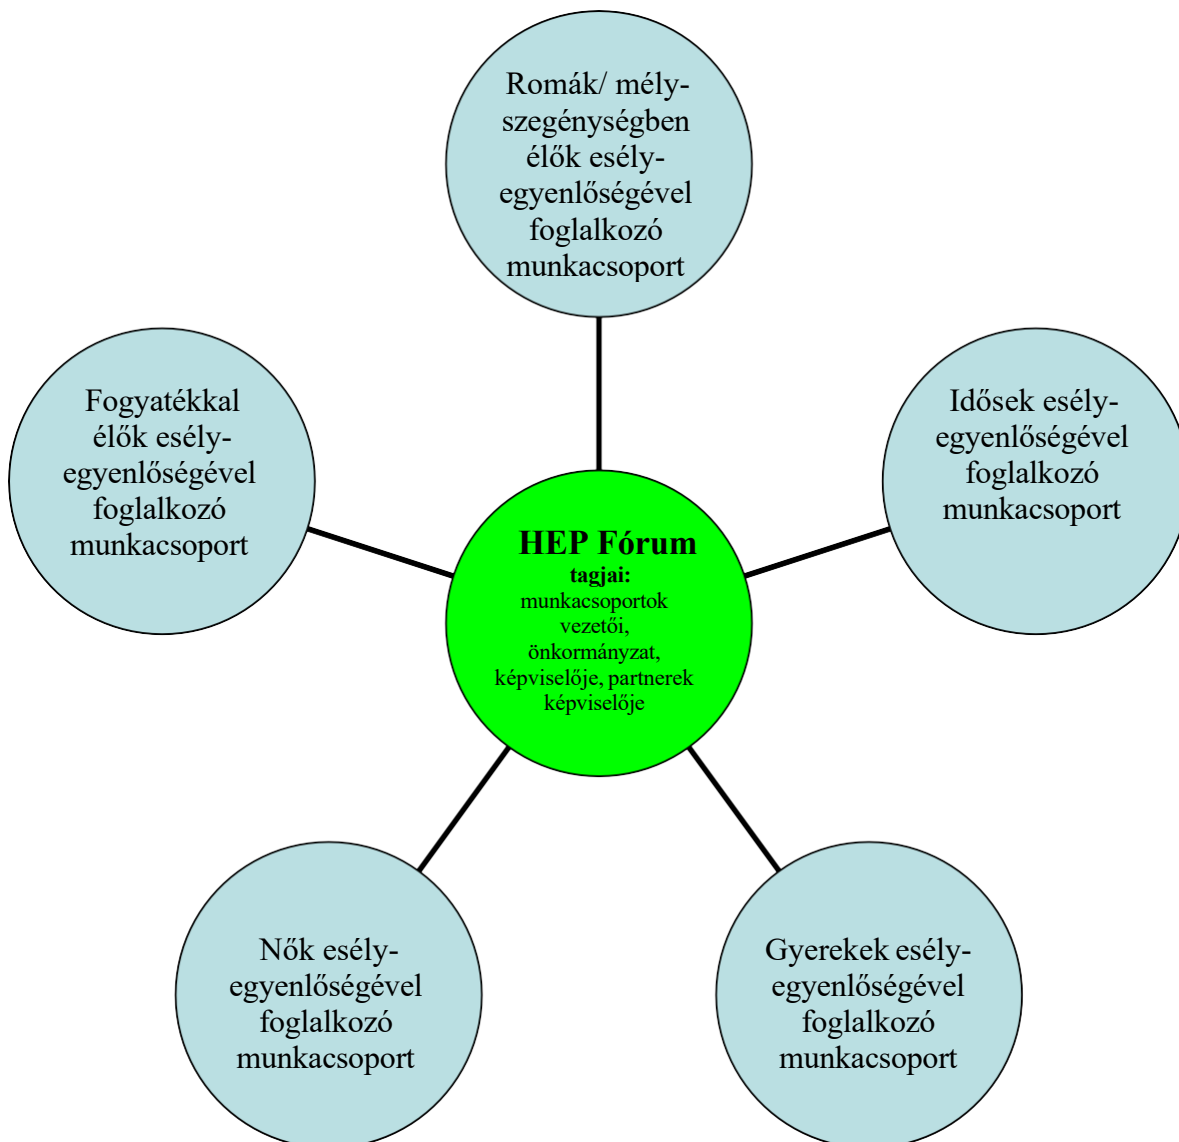 Romák/ mély-
szegénységben
élők esély-
egyenlőségével
foglalkozó
munkacsoport
Fogyatékkal
élők esély-
egyenlőségével
foglalkozó
munkacsoport
Idősek esély-
egyenlőségével
foglalkozó
munkacsoport
HEP Fórum
tagjai:
munkacsoportok
vezetői,
önkormányzat,
képviselője, partnerek
képviselője
Nők esély-
egyenlőségével
foglalkozó
munkacsoport
Gyerekek esély-
egyenlőségével
foglalkozó
munkacsoport